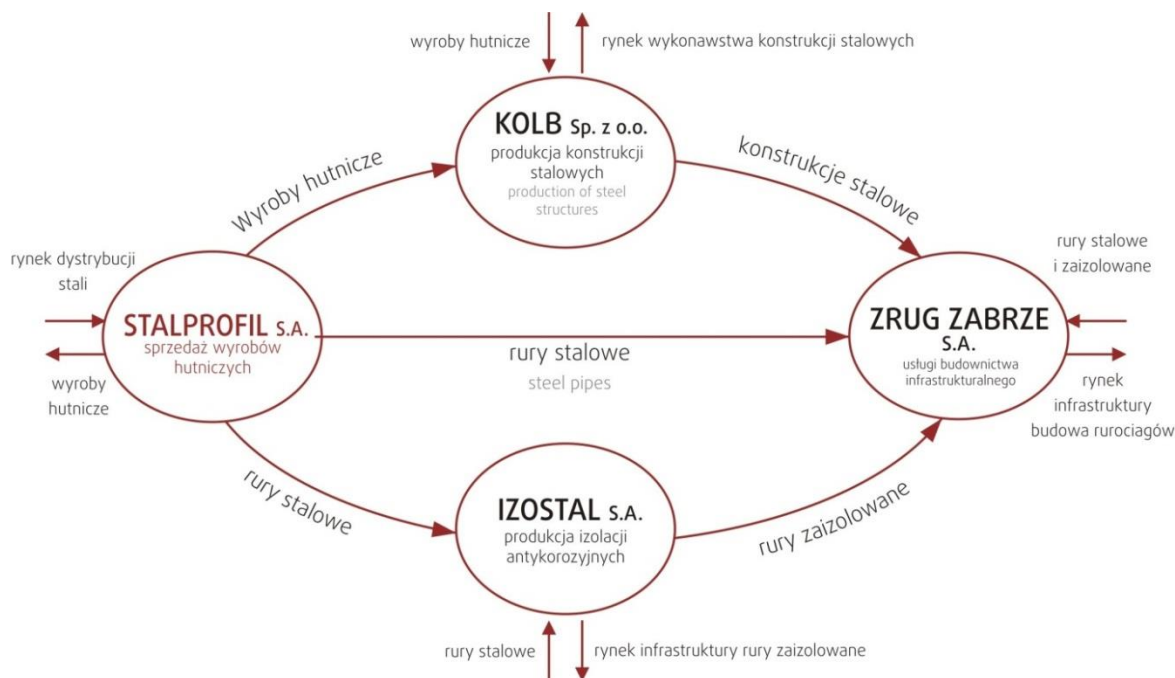 wyroby hutnicze
rynek wykonawstwa konstrukcji stalowych
KOLB Sp. z o.o.
produkcja konstrukcji
stalowych
production of steel
structures
Wyroby hutnicze
konstrukcje stalowe
rynek dystrybucji
stali
STALPROFIL S.A.
sprzedaż wyrobów
hutniczych
wyroby
hutnicze
rury stalowe
steel pipes
rury stalowe
i zaizolowane
ZRUG ZABRZE
S.A.
usługi budownictwa
infrastrukturalnego
rynek
infrastruktury
budowa rurociągów
rury stalowe
IZOSTAL S.A.
produkcja izolacji
antykorozyjnych
rury zaizolowane
rury stalowe
rynek infrastruktury rury zaizolowane